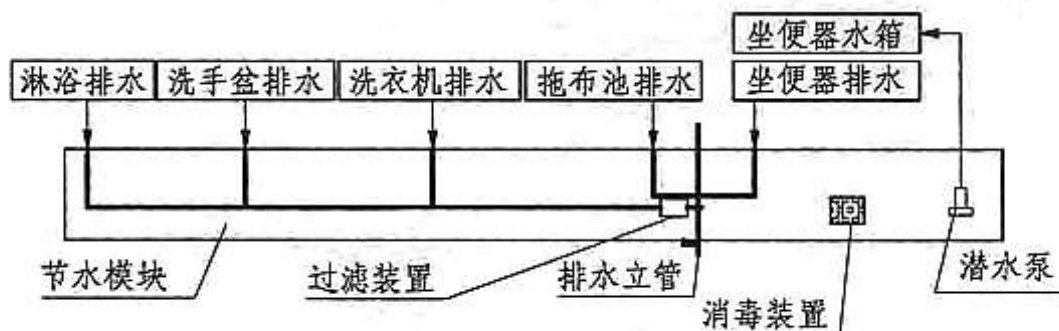 坐便器水箱
淋浴排水 洗手盆排水 洗衣机排水 拖布池排水 坐便器排水
节水模块 过滤装置 排水立管 消毒装置 潜水泵